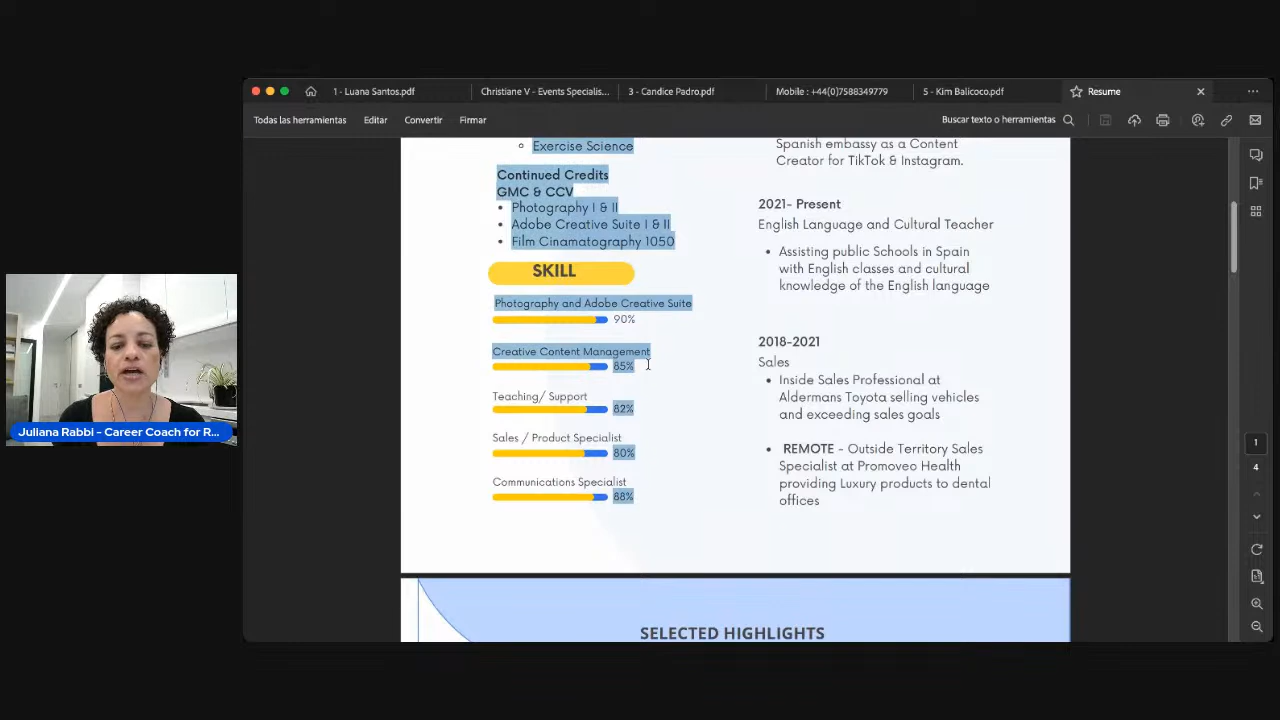 1 - Luana Santos.pdf
Christiane V - Events Specialis...
3 - Candice Padro.pdf
Mobile : +44(0)7588349779
5 - Kim Balicoco.pdf
Resume
Todas las herramientas
Editar
Convertir
Firmar
Buscar texto o herramientas
Exercise Science
Continued Credits
GMC & CCV
Photography I & II
Adobe Creative Suite I & II
Film Cinamatography 1050
SKILL
Photography and Adobe Creative Suite
90%
Creative Content Management
85%
Teaching/ Support
82%
Sales / Product Specialist
80%
Communications Specialist
88%
Spanish embassy as a Content
Creator for TikTok & Instagram.
2021- Present
English Language and Cultural Teacher
Assisting public Schools in Spain
with English classes and cultural
knowledge of the English language
2018-2021
Sales
Inside Sales Professional at
Aldermans Toyota selling vehicles
and exceeding sales goals
REMOTE - Outside Territory Sales
Specialist at Promoveo Health
providing Luxury products to dental
offices
SELECTED HIGHLIGHTS
1
4
Juliana Rabbi - Career Coach for R...